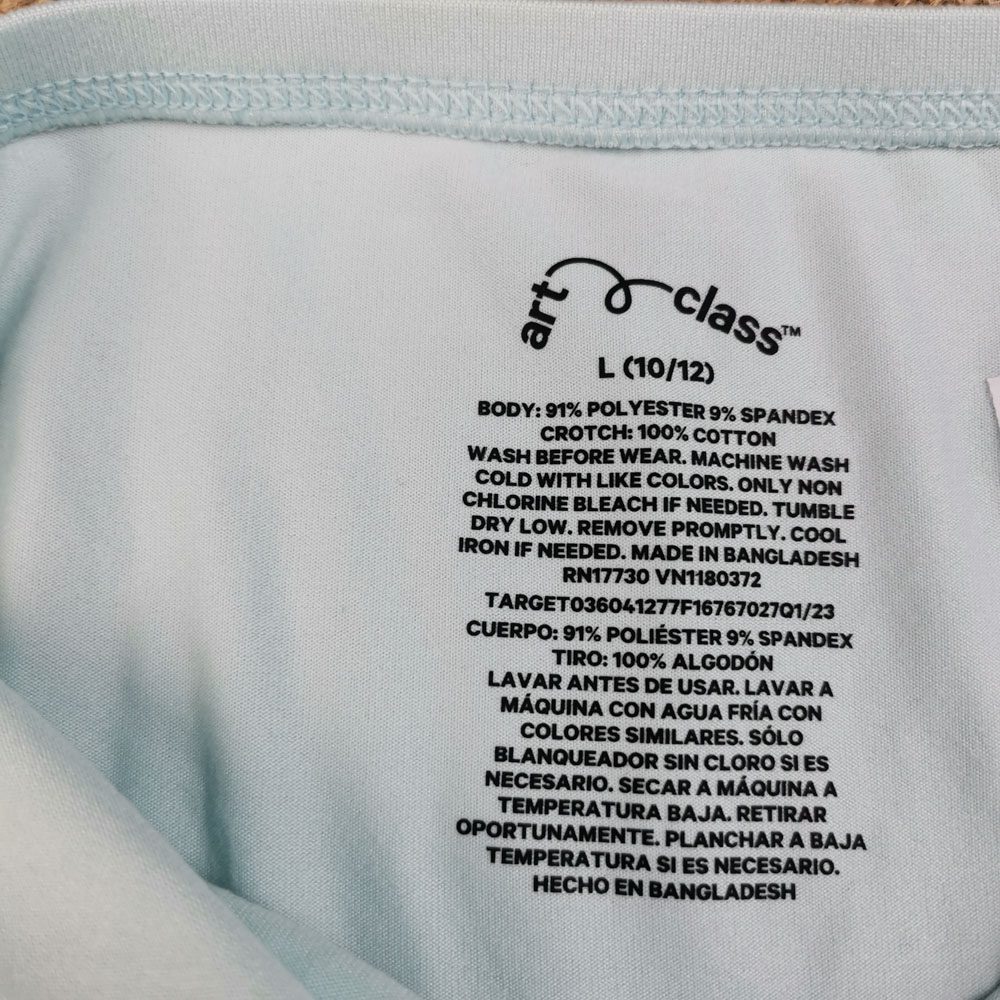 art class™
L (10/12)
BODY: 91% POLYESTER 9% SPANDEX
CROTCH: 100% COTTON
WASH BEFORE WEAR. MACHINE WASH
COLD WITH LIKE COLORS. ONLY NON
CHLORINE BLEACH IF NEEDED. TUMBLE
DRY LOW. REMOVE PROMPTLY. COOL
IRON IF NEEDED. MADE IN BANGLADESH
RN17730 VN1180372
TARGET036041277F16767027Q1/23
CUERPO: 91% POLIÉSTER 9% SPANDEX
TIRO: 100% ALGODÓN
LAVAR ANTES DE USAR. LAVAR A
MÁQUINA CON AGUA FRÍA CON
COLORES SIMILARES. SÓLO
BLANQUEADOR SIN CLORO SI ES
NECESARIO. SECAR A MÁQUINA A
TEMPERATURA BAJA. RETIRAR
OPORTUNAMENTE. PLANCHAR A BAJA
TEMPERATURA SI ES NECESARIO.
HECHO EN BANGLADESH